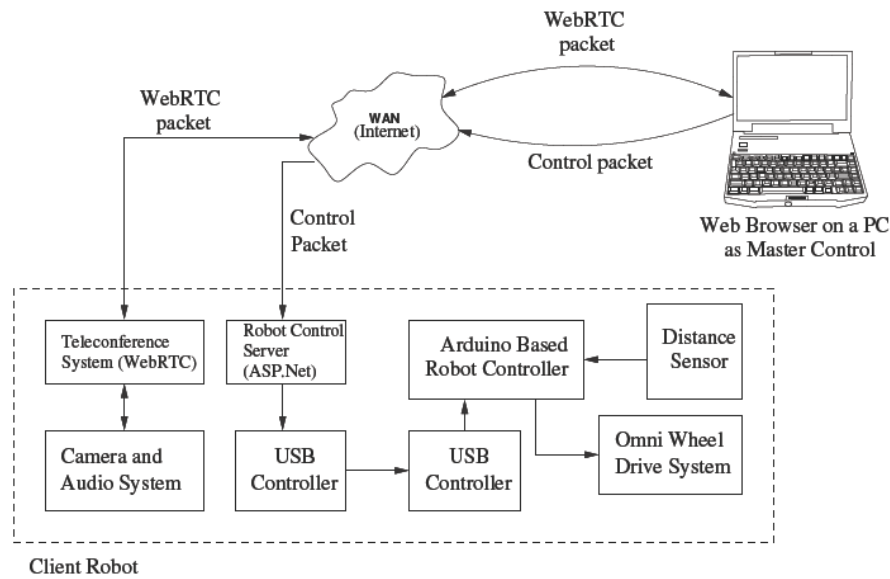 WebRTC
packet
WebRTC
packet
WAN
(Internet)
Control packet
Web Browser on a PC
as Master Control
Control
Packet
Teleconference
System (WebRTC)
Robot Control
Server
(ASP,Net)
Arduino Based
Robot Controller
Distance
Sensor
Camera and
Audio System
USB
Controller
USB
Controller
Omni Wheel
Drive System
Client Robot